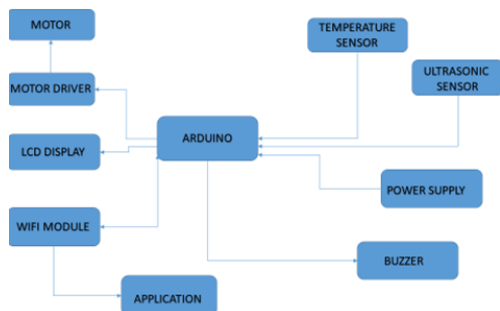 MOTOR
TEMPERATURE
SENSOR
ULTRASONIC
SENSOR
MOTOR DRIVER
ARDUINO
LCD DISPLAY
POWER SUPPLY
WIFI MODULE
BUZZER
APPLICATION